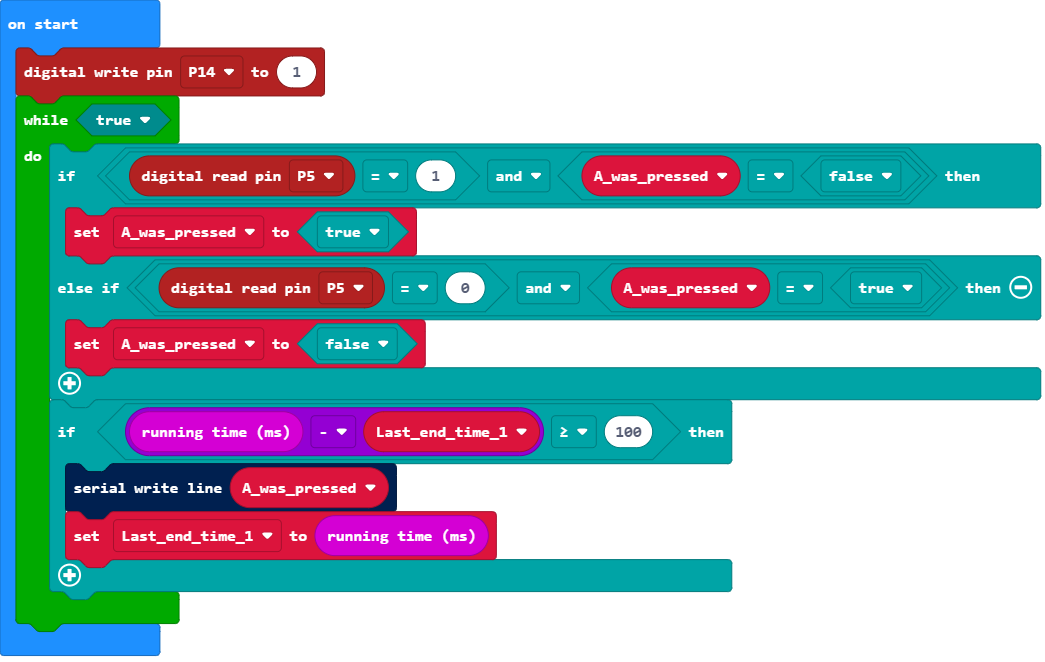 on start
digital write pin P14 to 1
while true
do
if digital read pin P5 = 1 and A_was_pressed = false then
set A_was_pressed to true
else if digital read pin P5 = 0 and A_was_pressed = true then
set A_was_pressed to false
if running time (ms) - Last_end_time_1 ≥ 100 then
serial write line A_was_pressed
set Last_end_time_1 to running time (ms)